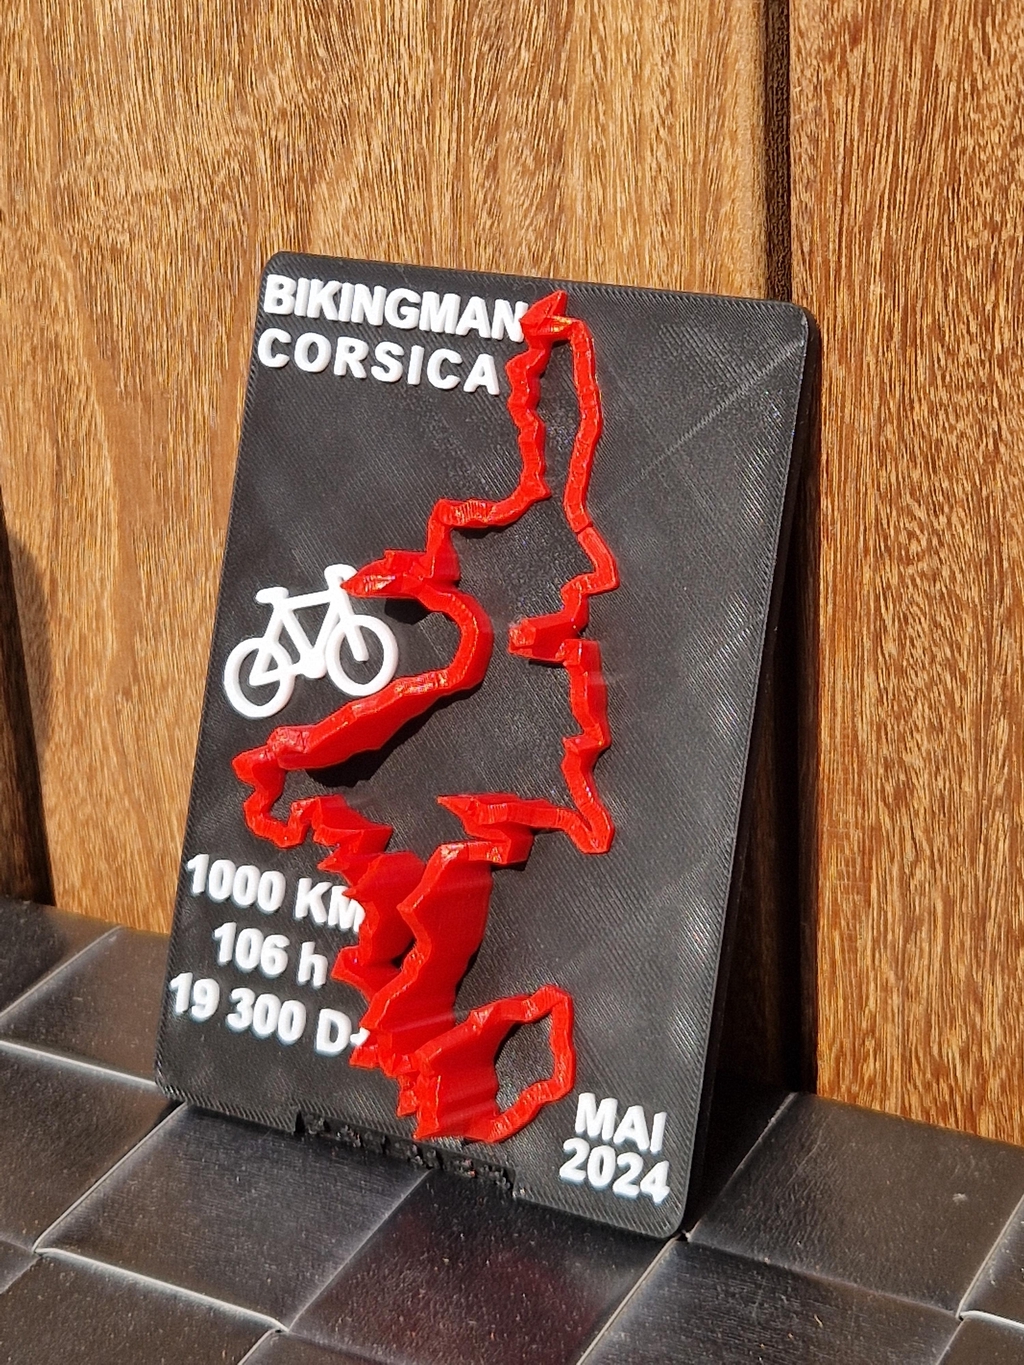 BIKINGMAN
CORSICA
1000 KM
106 h
19 300 D+
MAI
2024